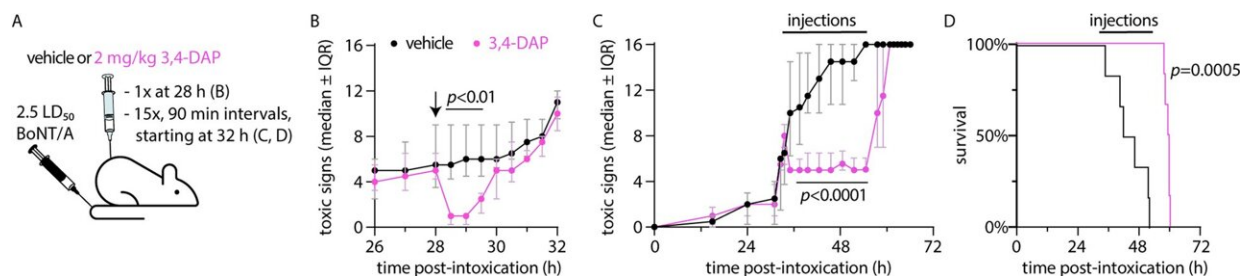 A
vehicle or 2 mg/kg 3,4-DAP
2.5 LD50
BoNT/A
- 1x at 28 h (B)
- 15x, 90 min intervals,
starting at 32 h (C, D)
B
vehicle
3,4-DAP
p<0.01
toxic signs (median ± IQR)
16
12
8
4
0
26 28 30 32
time post-intoxication (h)
C
injections
p<0.0001
toxic signs (median ± IQR)
16
12
8
4
0
0 24 48 72
time post-intoxication (h)
D
injections
p=0.0005
survival
100%
50%
0%
0 24 48 72
time post-intoxication (h)